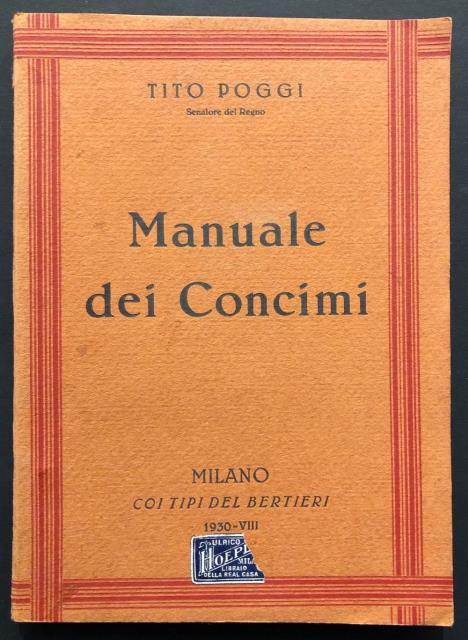 TITO POGGI
Senatore del Regno
Manuale
dei Concimi
MILANO
COI TIPI DEL BERTIERI
1930-VIII
ULRICO
LIBRAIO
DELLA REAL CASA